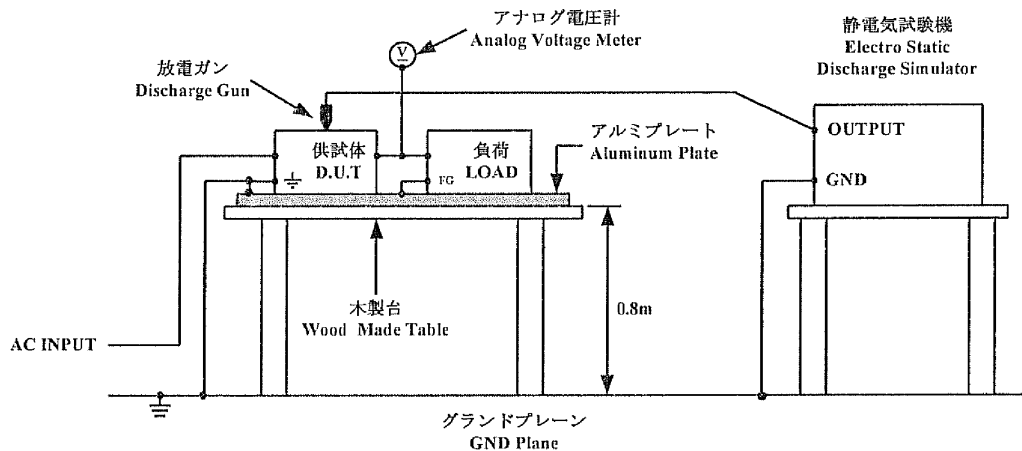 アナログ電圧計
Analog Voltage Meter
V
静電気試験機
Electro Static
Discharge Simulator
放電ガン
Discharge Gun
供試体
D.U.T
負荷
LOAD
FG
アルミプレート
Aluminum Plate
OUTPUT
GND
木製台
Wood Made Table
0.8m
AC INPUT
グランドプレーン
GND Plane